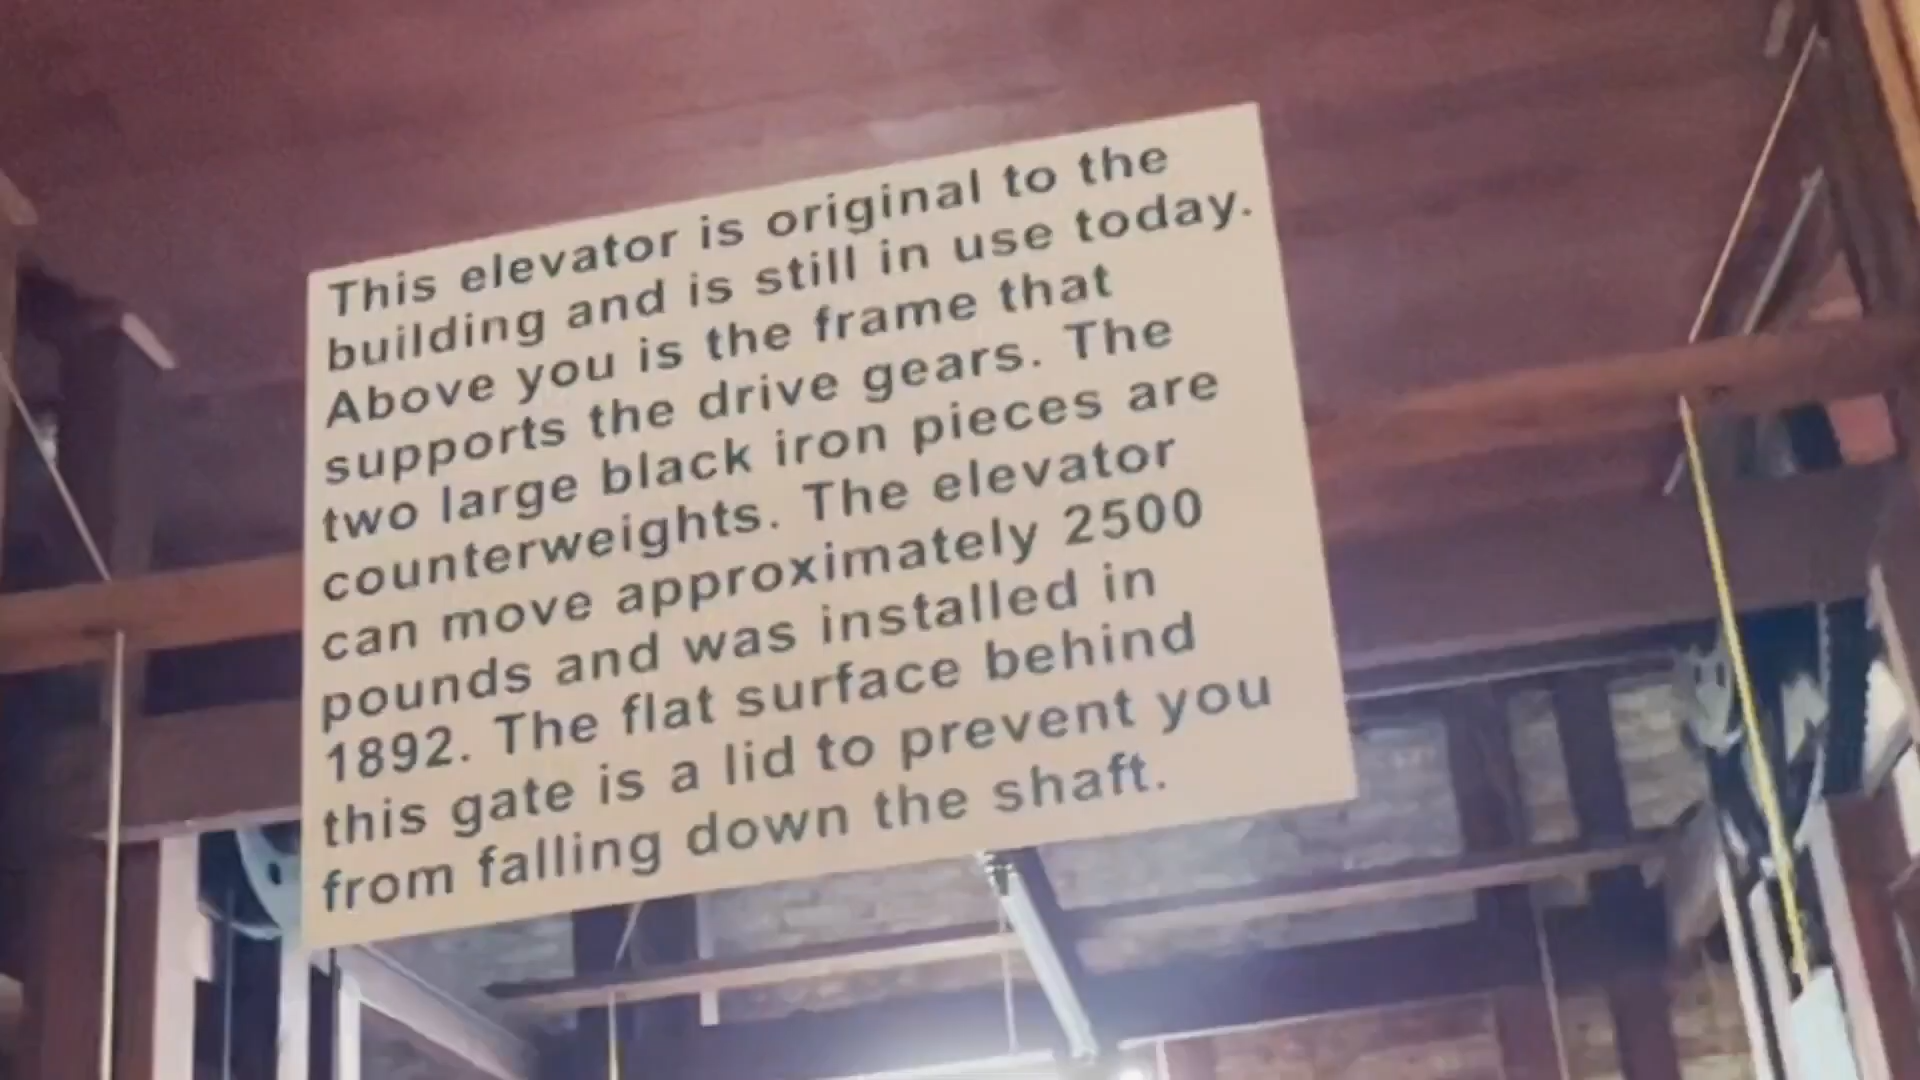 This elevator is original to the
building and is still in use today.
Above you is the frame that
supports the drive gears. The
two large black iron pieces are
counterweights. The elevator
can move approximately 2500
pounds and was installed in
1892. The flat surface behind
this gate is a lid to prevent you
from falling down the shaft.